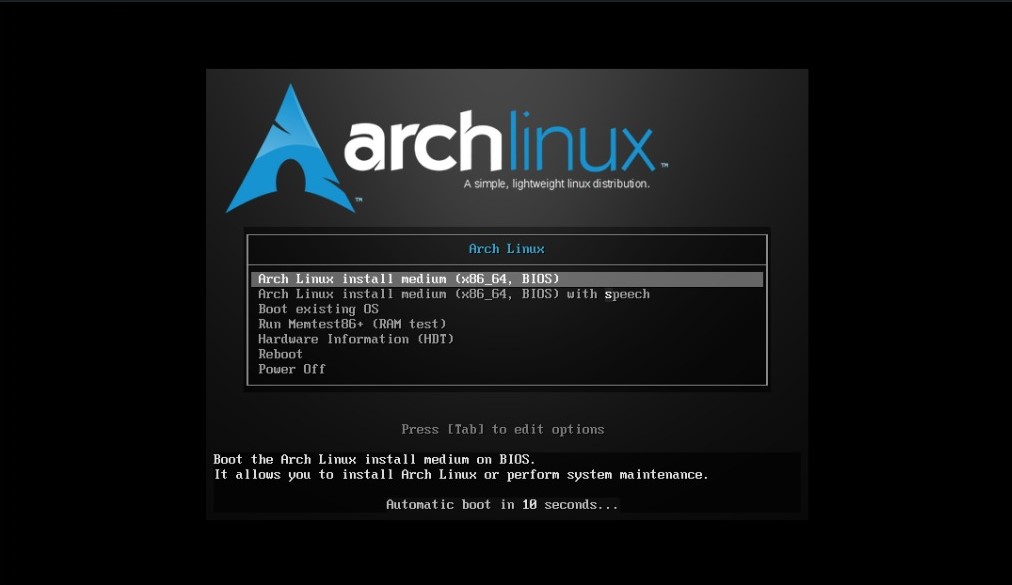 archlinux™
A simple, lightweight linux distribution.
™
Arch Linux
Arch Linux install medium (x86_64, BIOS)
Arch Linux install medium (x86_64, BIOS) with speech
Boot existing OS
Run Memtest86+ (RAM test)
Hardware Information (HDT)
Reboot
Power Off
Press [Tab] to edit options
Boot the Arch Linux install medium on BIOS.
It allows you to install Arch Linux or perform system maintenance.
Automatic boot in 10 seconds...